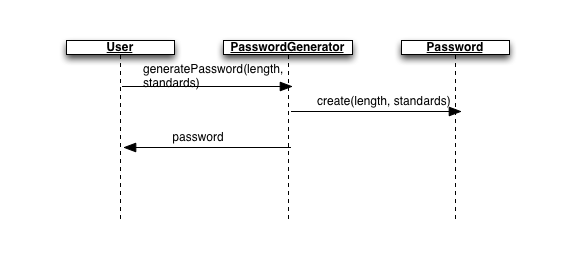 User
PasswordGenerator
Password
generatePassword(length,
standards)
create(length, standards)
password